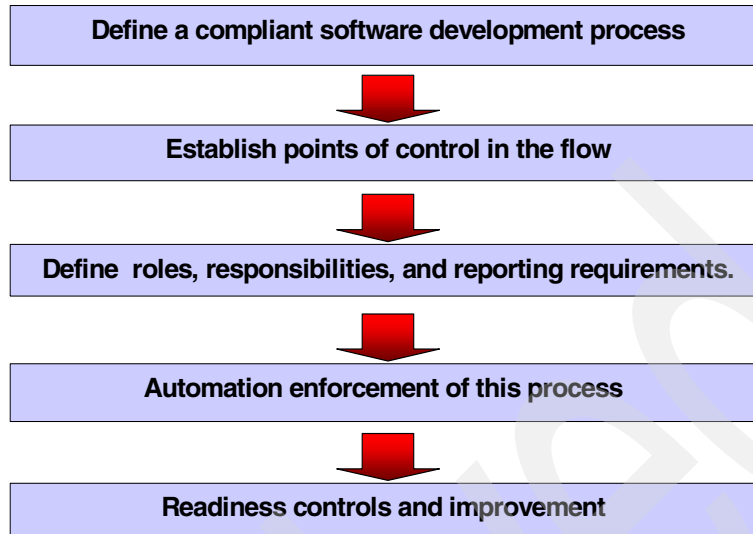 Define a compliant software development process
Establish points of control in the flow
Define roles, responsibilities, and reporting requirements.
Automation enforcement of this process
Readiness controls and improvement